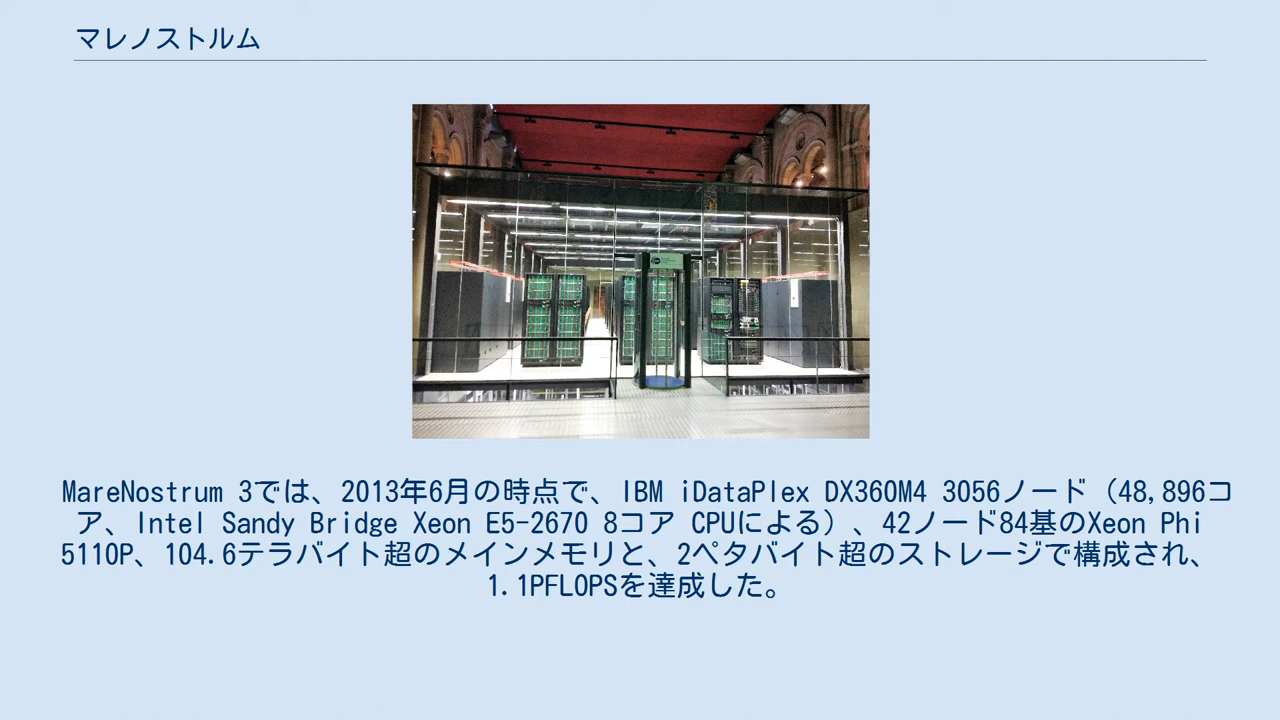 マレノストルム
MareNostrum 3では、2013年6月の時点で、IBM iDataPlex DX360M4 3056ノード（48,896コ
ア、Intel Sandy Bridge Xeon E5-2670 8コア CPUによる）、42ノード84基のXeon Phi
5110P、104.6テラバイト超のメインメモリと、2ペタバイト超のストレージで構成され、
1.1PFLOPSを達成した。